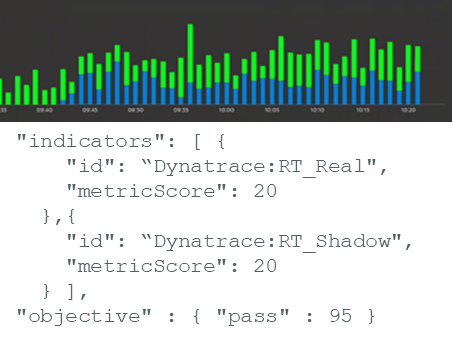 :35 09:40 09:45 09:50 09:55 10:00 10:05 10:10 10:15 10:20
"indicators": [ {
"id": “Dynatrace:RT_Real",
"metricScore": 20
},{
"id": “Dynatrace:RT_Shadow",
"metricScore": 20
} ],
"objective" : { "pass" : 95 }